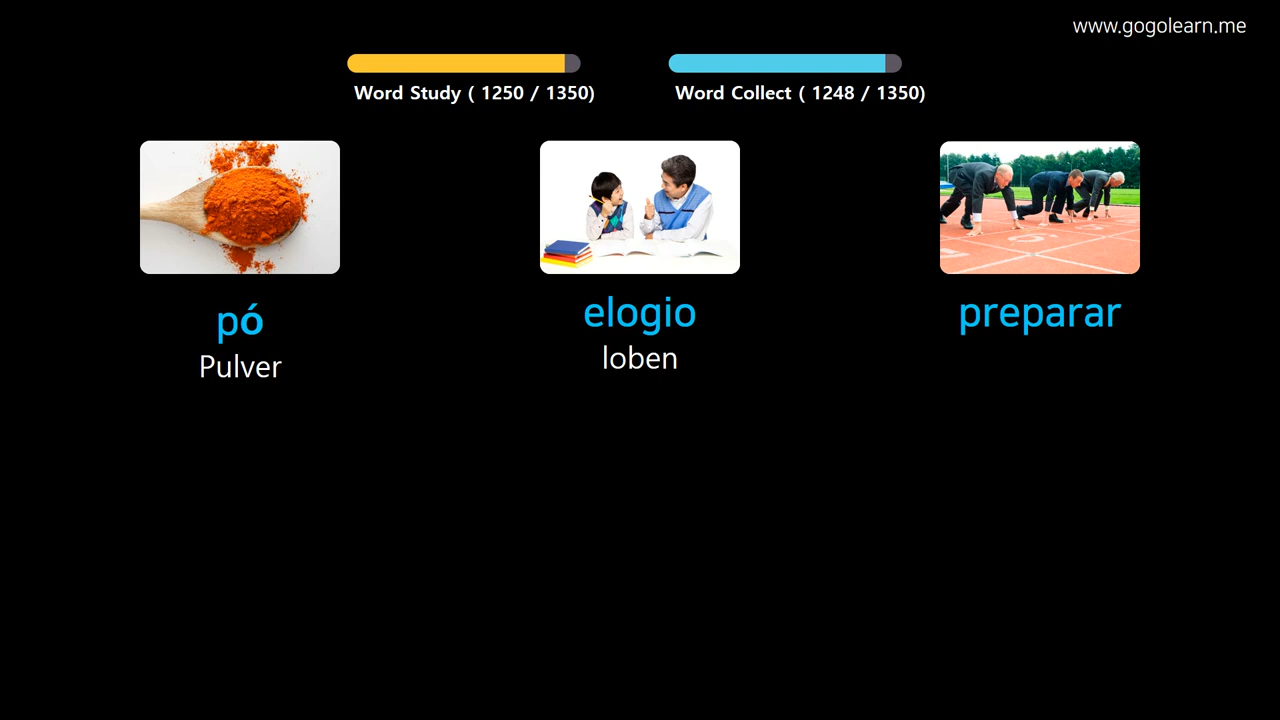 www.gogolearn.me
Word Study ( 1250 / 1350)
Word Collect ( 1248 / 1350)
pó
Pulver
elogio
loben
preparar